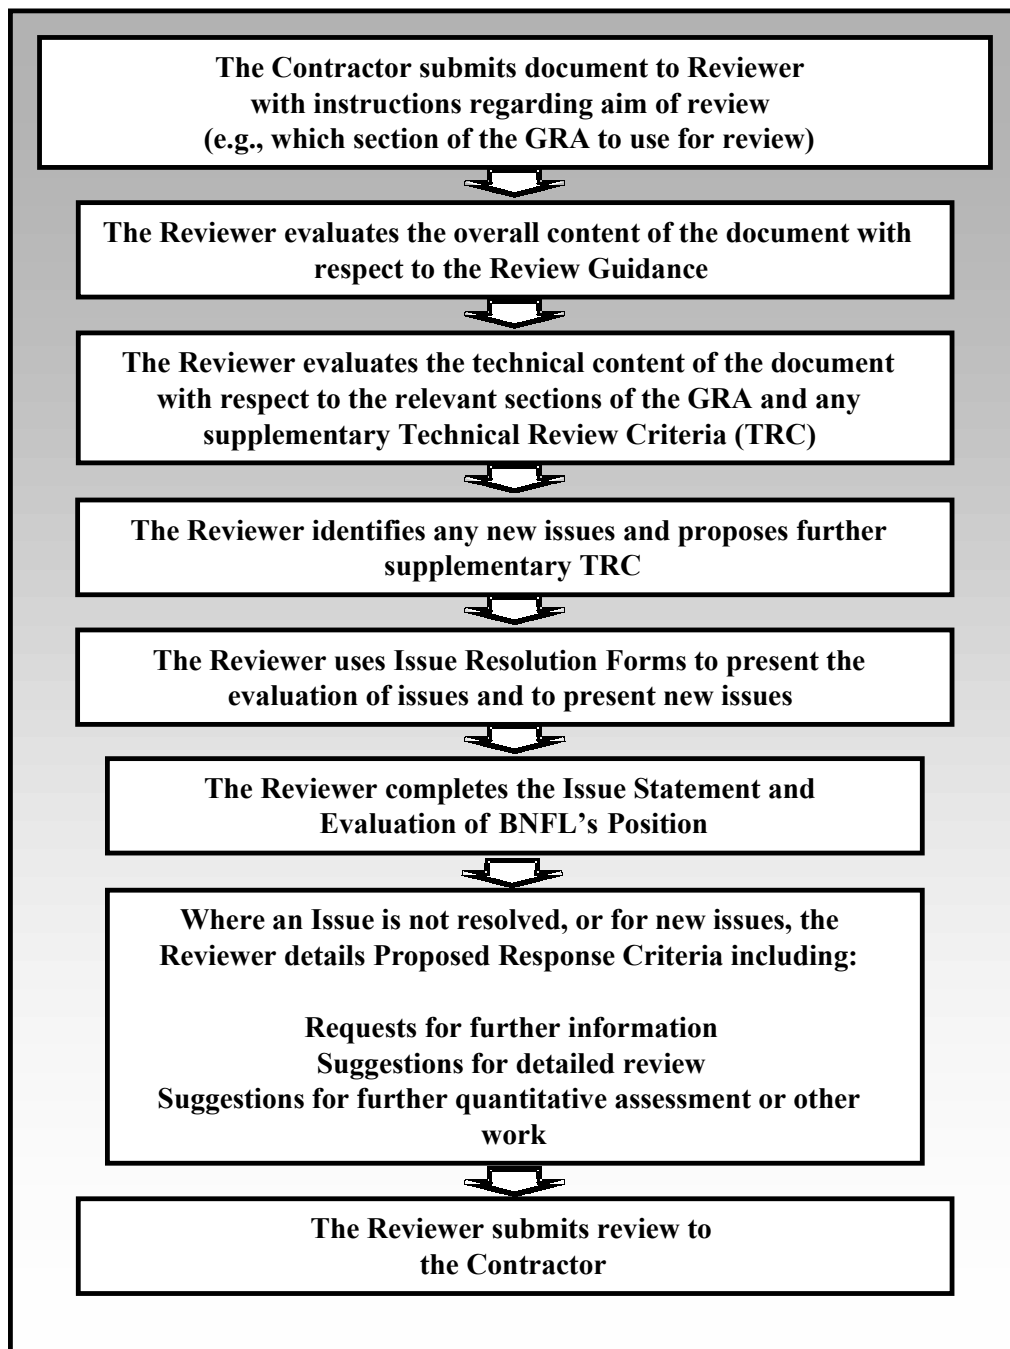 The Contractor submits document to Reviewer
with instructions regarding aim of review
(e.g., which section of the GRA to use for review)
The Reviewer evaluates the overall content of the document with
respect to the Review Guidance
The Reviewer evaluates the technical content of the document
with respect to the relevant sections of the GRA and any
supplementary Technical Review Criteria (TRC)
The Reviewer identifies any new issues and proposes further
supplementary TRC
The Reviewer uses Issue Resolution Forms to present the
evaluation of issues and to present new issues
The Reviewer completes the Issue Statement and
Evaluation of BNFL’s Position
Where an Issue is not resolved, or for new issues, the
Reviewer details Proposed Response Criteria including:
Requests for further information
Suggestions for detailed review
Suggestions for further quantitative assessment or other
work
The Reviewer submits review to
the Contractor